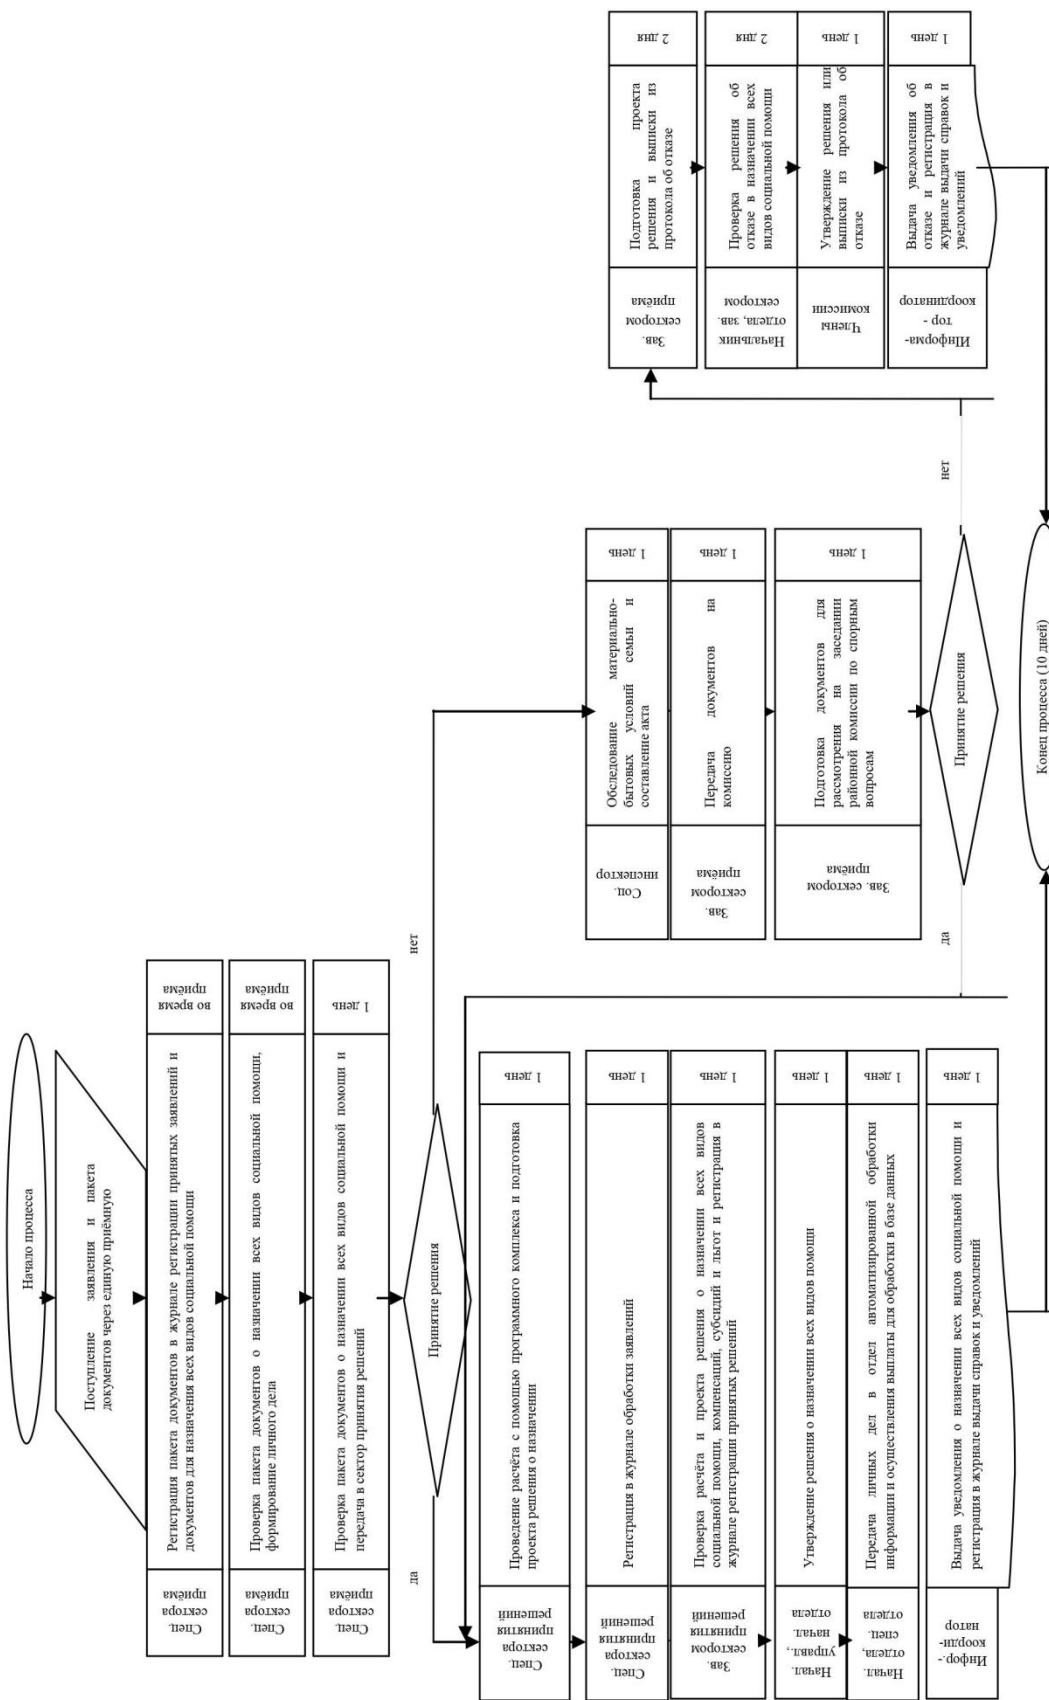 Начало процесса
Поступление заявления и пакета
документов через единую приёмную
Спец.
сектора
приёма
Регистрация пакета документов в журнале регистрации принятых заявлений и
документов для назначения всех видов социальной помощи
во время
приёма
Спец.
сектора
приёма
Проверка пакета документов о назначении всех видов социальной помощи,
формирование личного дела
во время
приёма
Спец.
сектора
приёма
Проверка пакета документов о назначении всех видов социальной помощи и
передача в сектор принятия решений
1 день
Принятие решения
да
нет
Спец.
сектора
принятия
решений
Проведение расчёта с помощью программного комплекса и подготовка
проекта решения о назначении
1 день
Спец.
сектора
принятия
решений
Регистрация в журнале обработки заявлений
1 день
Зав.
сектором
принятия
решений
Проверка расчёта и проекта решения о назначении всех видов
социальной помощи, компенсаций, субсидий и льгот и регистрация в
журнале регистрации принятых решений
1 день
Начал.
управл.,
начал.
отдела
Утверждение решения о назначении всех видов помощи
1 день
Начал.
отдела,
спец.
отдела
Передача личных дел в отдел автоматизированной обработки
информации и осуществления выплаты для обработки в базе данных
1 день
Инфор.-
коорди-
натор
Выдача уведомления о назначении всех видов социальной помощи и
регистрация в журнале выдачи справок и уведомлений
1 день
Соц.
инспектор
Обследование материально-
бытовых условий семьи и
составление акта
1 день
Зав.
сектором
приёма
Передача документов на
комиссию
1 день
Зав. сектором
приёма
Подготовка документов для
рассмотрения на заседании
районной комиссии по спорным
вопросам
1 день
Принятие решения
да
нет
Зав.
сектором
приёма
Подготовка проекта
решения и выписки из
протокола об отказе
2 дня
Начальник
отдела, зав.
сектором
Проверка решения об
отказе в назначении всех
видов социальной помощи
2 дня
Члены
комиссии
Утверждение решения или
выписки из протокола об
отказе
1 день
Информа-
тор -
координатор
Выдача уведомления об
отказе и регистрация в
журнале выдачи справок и
уведомлений
1 день
Конец процесса (10 дней)